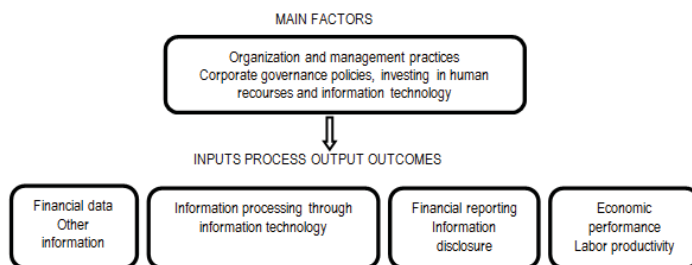 MAIN FACTORS
Organization and management practices
Corporate governance policies, investing in human
recourses and information technology
INPUTS PROCESS OUTPUT OUTCOMES
Financial data
Other
information
Information processing through
information technology
Financial reporting
Information
disclosure
Economic
performance
Labor productivity